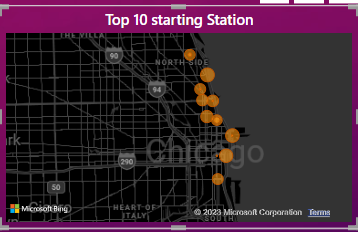 Top 10 starting Station
THE VILLA
90
NORTH SIDE
94
Chicago
290
50
HEART OF
ITALY
Microsoft Bing
© 2023 Microsoft Corporation Terms
SOUTH